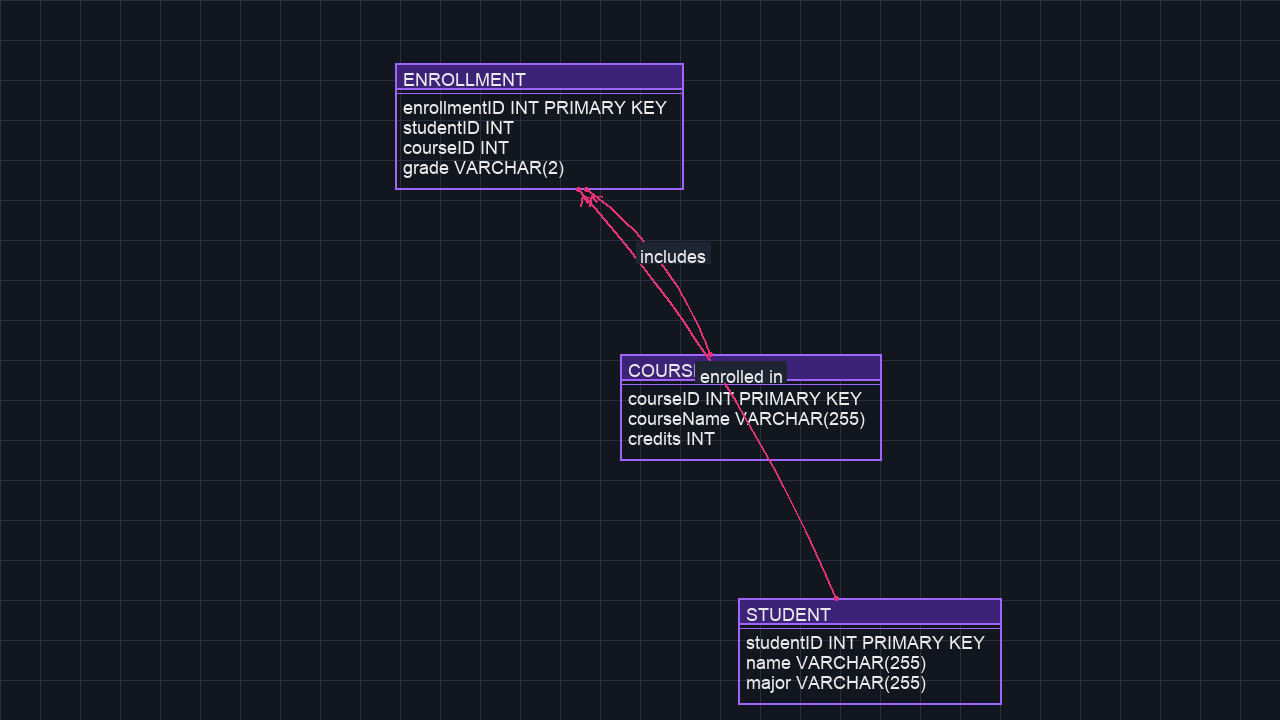 ENROLLMENT
enrollmentID INT PRIMARY KEY
studentID INT
courseID INT
grade VARCHAR(2)
includes
COURS
enrolled in
courseID INT PRIMARY KEY
courseName VARCHAR(255)
credits INT
STUDENT
studentID INT PRIMARY KEY
name VARCHAR(255)
major VARCHAR(255)